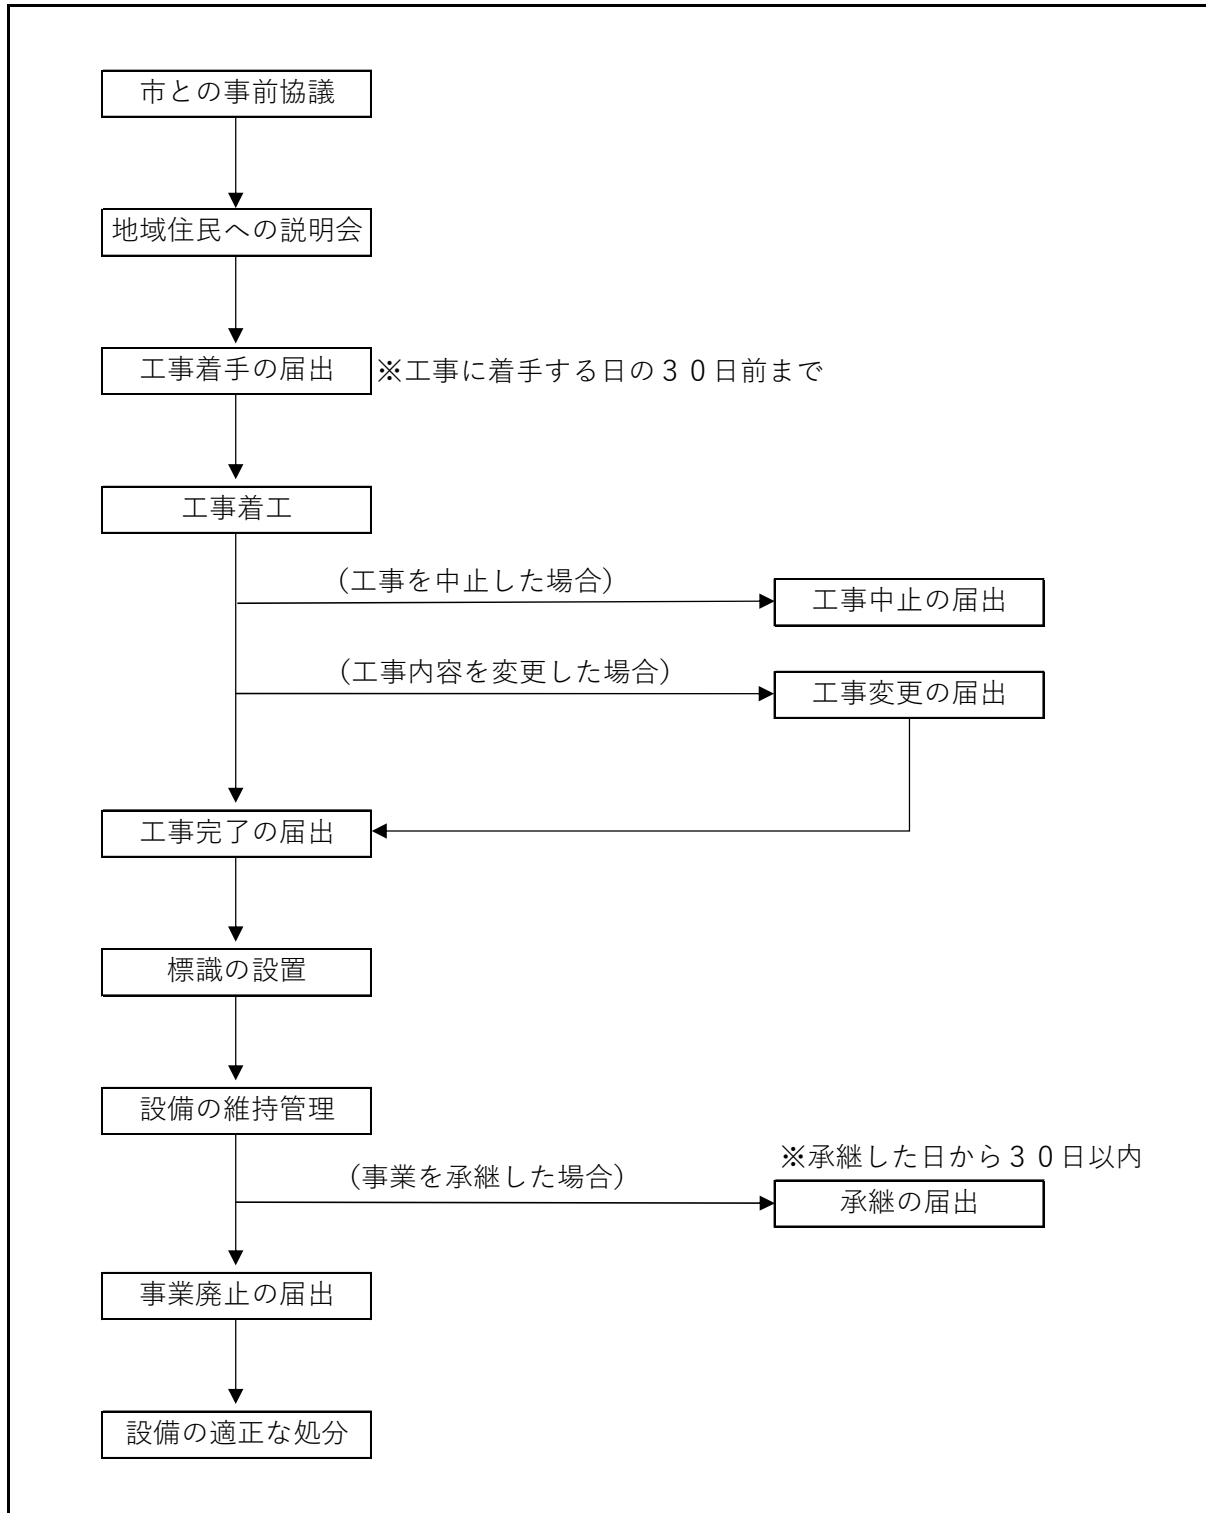 市との事前協議
地域住民への説明会
工事着手の届出 ※工事に着手する日の３０日前まで
工事着工
（工事を中止した場合）
工事中止の届出
（工事内容を変更した場合）
工事変更の届出
工事完了の届出
標識の設置
設備の維持管理
※承継した日から３０日以内
（事業を承継した場合）
承継の届出
事業廃止の届出
設備の適正な処分